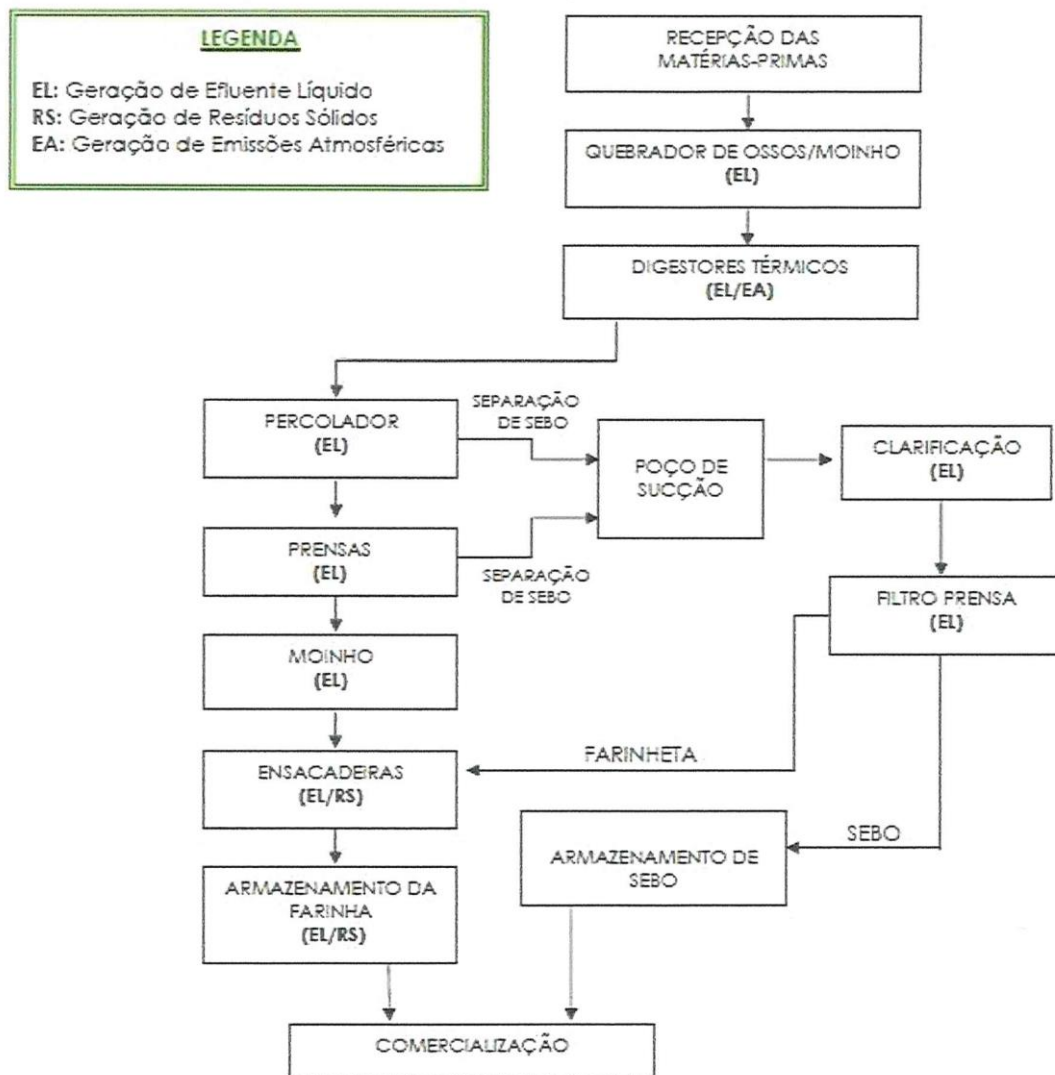 LEGENDA
EL: Geração de Efluente Líquido
RS: Geração de Resíduos Sólidos
EA: Geração de Emissões Atmosféricas
RECEPÇÃO DAS
MATÉRIAS-PRIMAS
QUEBRADOR DE OSSOS/MOINHO
(EL)
DIGESTORES TÉRMICOS
(EL/EA)
PERCOLADOR
(EL)
SEPARAÇÃO
DE SEBO
POÇO DE
SUCÇÃO
CLARIFICAÇÃO
(EL)
PRENSAS
(EL)
SEPARAÇÃO
DE SEBO
FILTRO PRENSA
(EL)
MOINHO
(EL)
ENSACADEIRAS
(EL/RS)
FARINHETA
SEBO
ARMAZENAMENTO DE
SEBO
ARMAZENAMENTO DA
FARINHA
(EL/RS)
COMERCIALIZAÇÃO